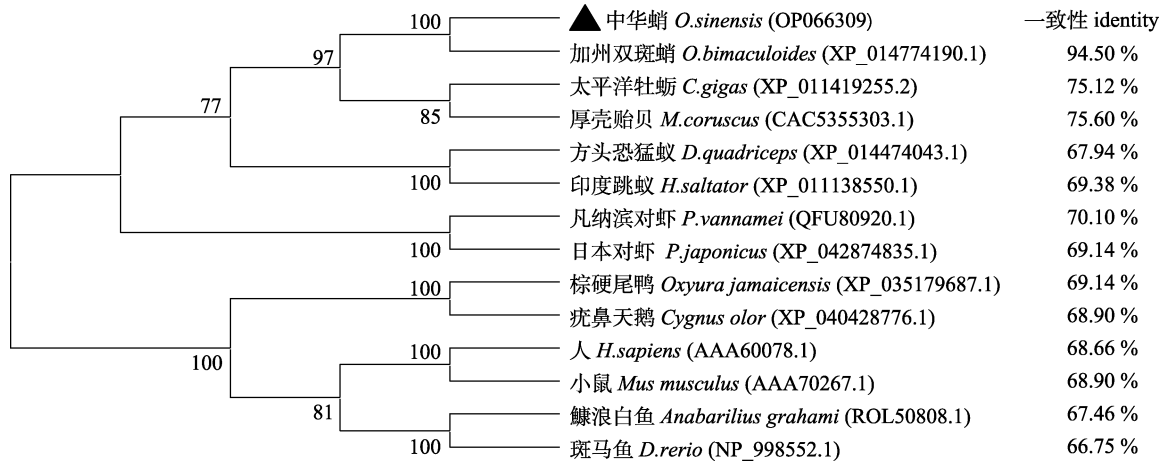 中华蛸 O.sinensis (OP066309) 一致性 identity
加州双斑蛸 O.bimaculoides (XP_014774190.1) 94.50 %
太平洋牡蛎 C.gigas (XP_011419255.2) 75.12 %
厚壳贻贝 M.coruscus (CAC5355303.1) 75.60 %
方头恐猛蚁 D.quadriceps (XP_014474043.1) 67.94 %
印度跳蚁 H.saltator (XP_011138550.1) 69.38 %
凡纳滨对虾 P.vannamei (QFU80920.1) 70.10 %
日本对虾 P.japonicus (XP_042874835.1) 69.14 %
棕硬尾鸭 Oxyura jamaicensis (XP_035179687.1) 69.14 %
疣鼻天鹅 Cygnus olor (XP_040428776.1) 68.90 %
人 H.sapiens (AAA60078.1) 68.66 %
小鼠 Mus musculus (AAA70267.1) 68.90 %
鱇浪白鱼 Anabarilius grahami (ROL50808.1) 67.46 %
斑马鱼 D.rerio (NP_998552.1) 66.75 %
100
97
77
85
100
100
100
100
100
81
100